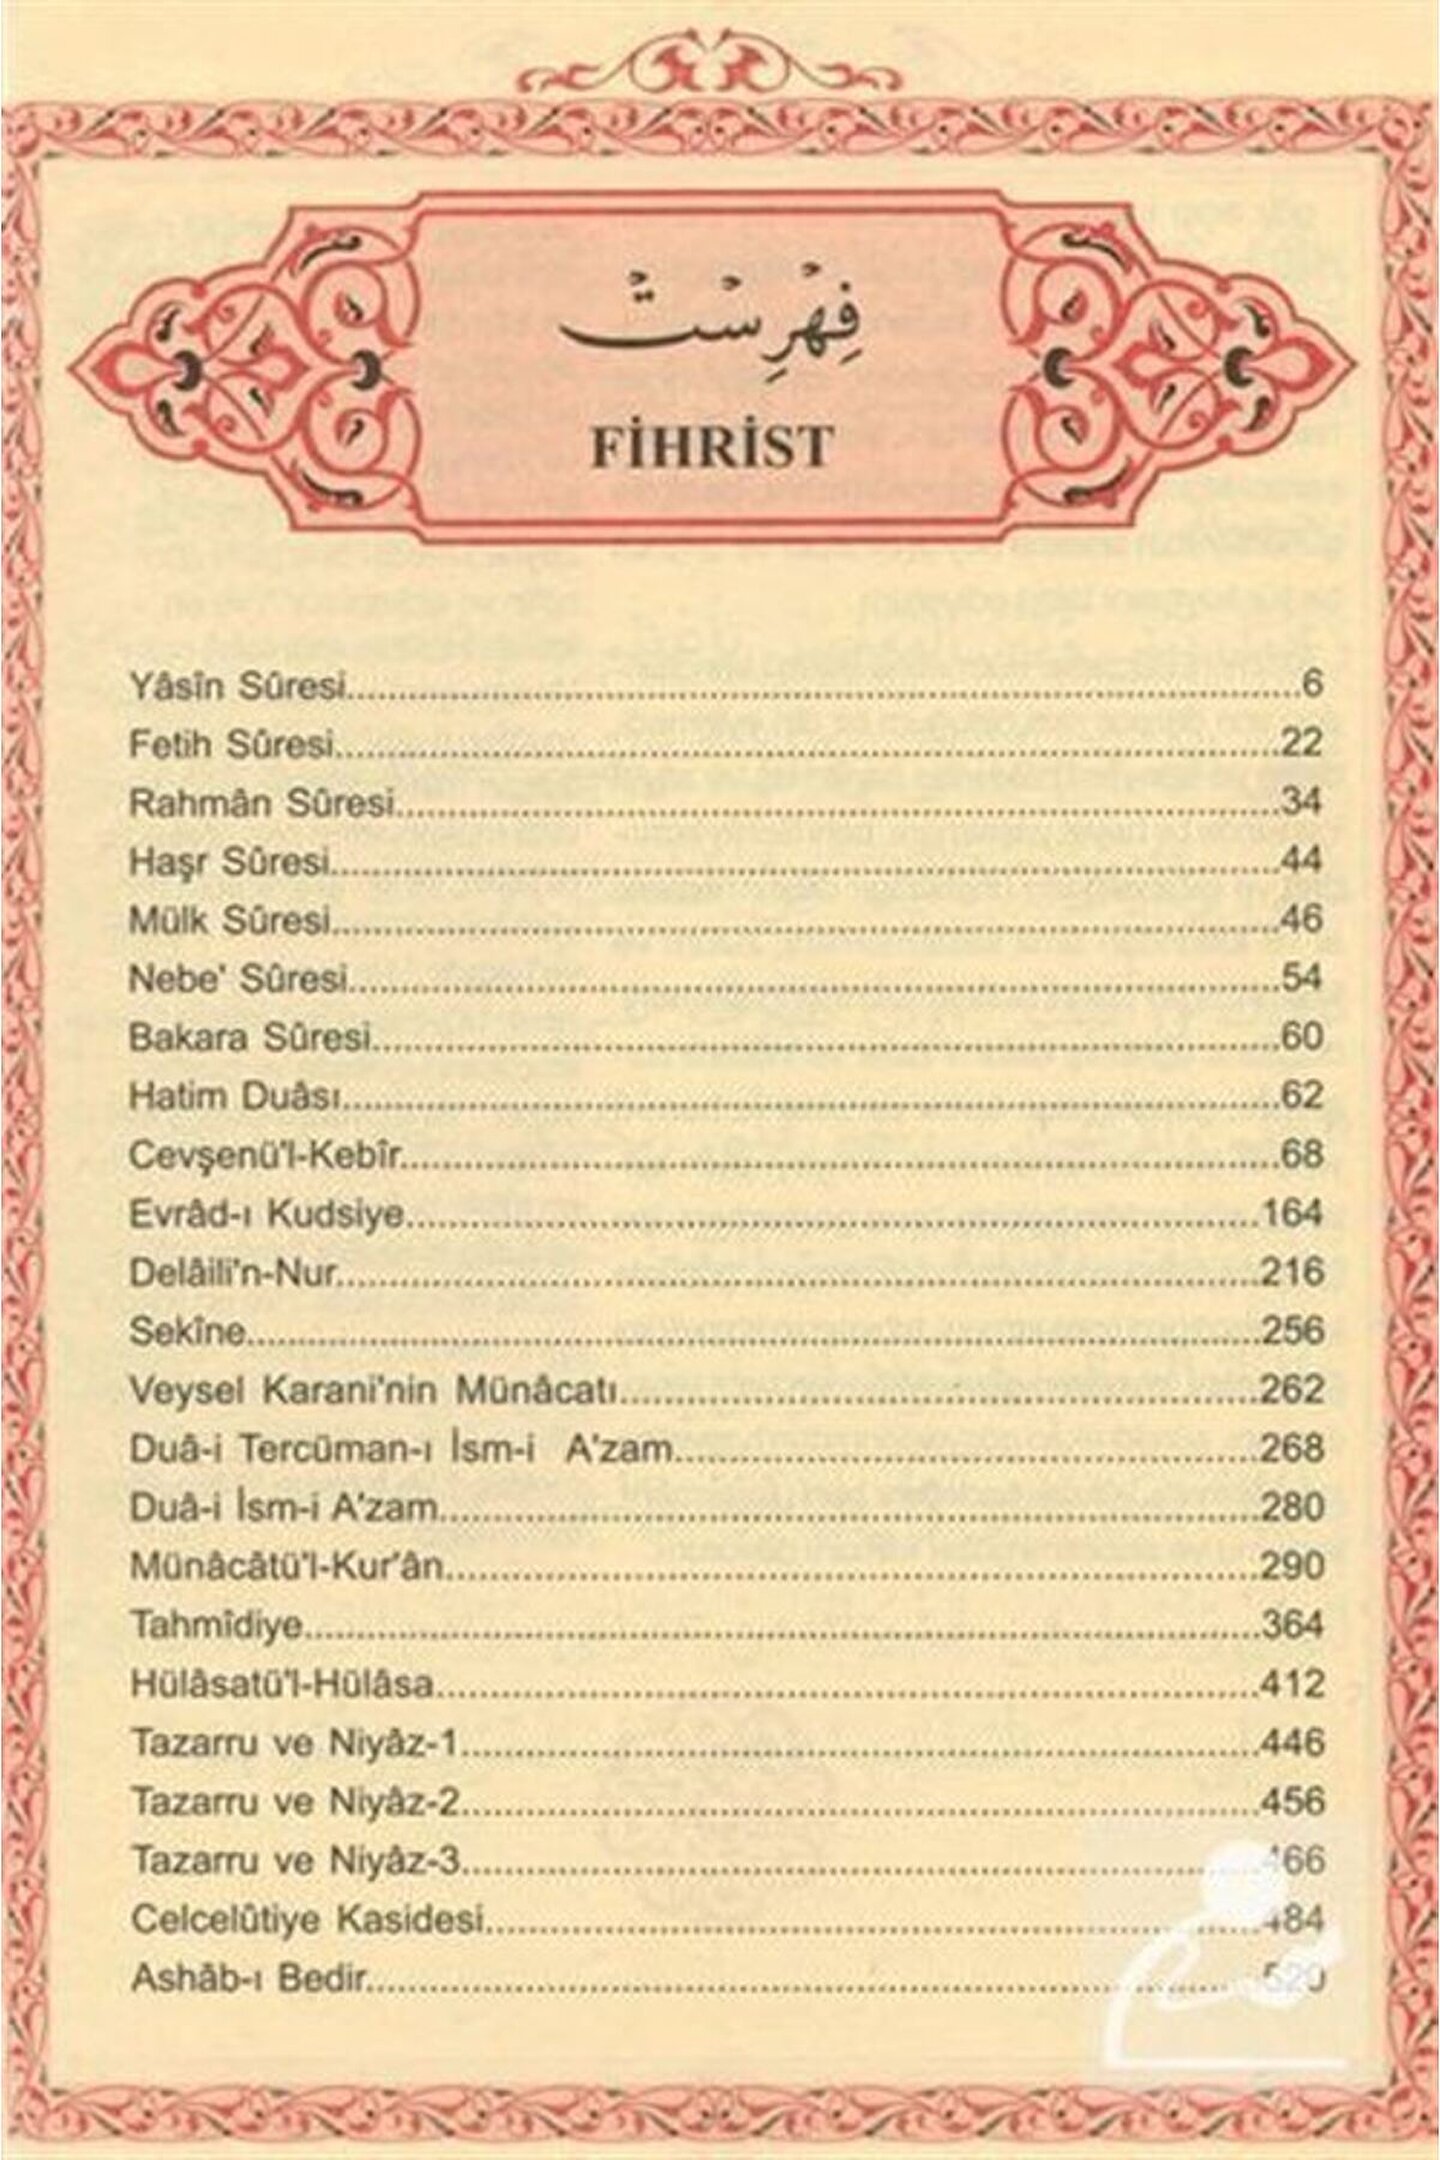 فِهْرِسْتْ
FİHRİST
Yâsîn Sûresi.....6
Fetih Sûresi.....22
Rahmân Sûresi.....34
Haşr Sûresi.....44
Mülk Sûresi.....46
Nebe' Sûresi.....54
Bakara Sûresi.....60
Hatim Duâsı.....62
Cevşenü'l-Kebîr.....68
Evrâd-ı Kudsiye.....164
Delâili'n-Nur.....216
Sekîne.....256
Veysel Karani'nin Münâcatı.....262
Duâ-i Tercüman-ı İsm-i A'zam.....268
Duâ-i İsm-i A'zam.....280
Münâcâtü'l-Kur'ân.....290
Tahmîdiye.....364
Hülâsatü'l-Hülâsa.....412
Tazarru ve Niyâz-1.....446
Tazarru ve Niyâz-2.....456
Tazarru ve Niyâz-3.....466
Celcelûtiye Kasidesi.....484
Ashâb-ı Bedir.....520